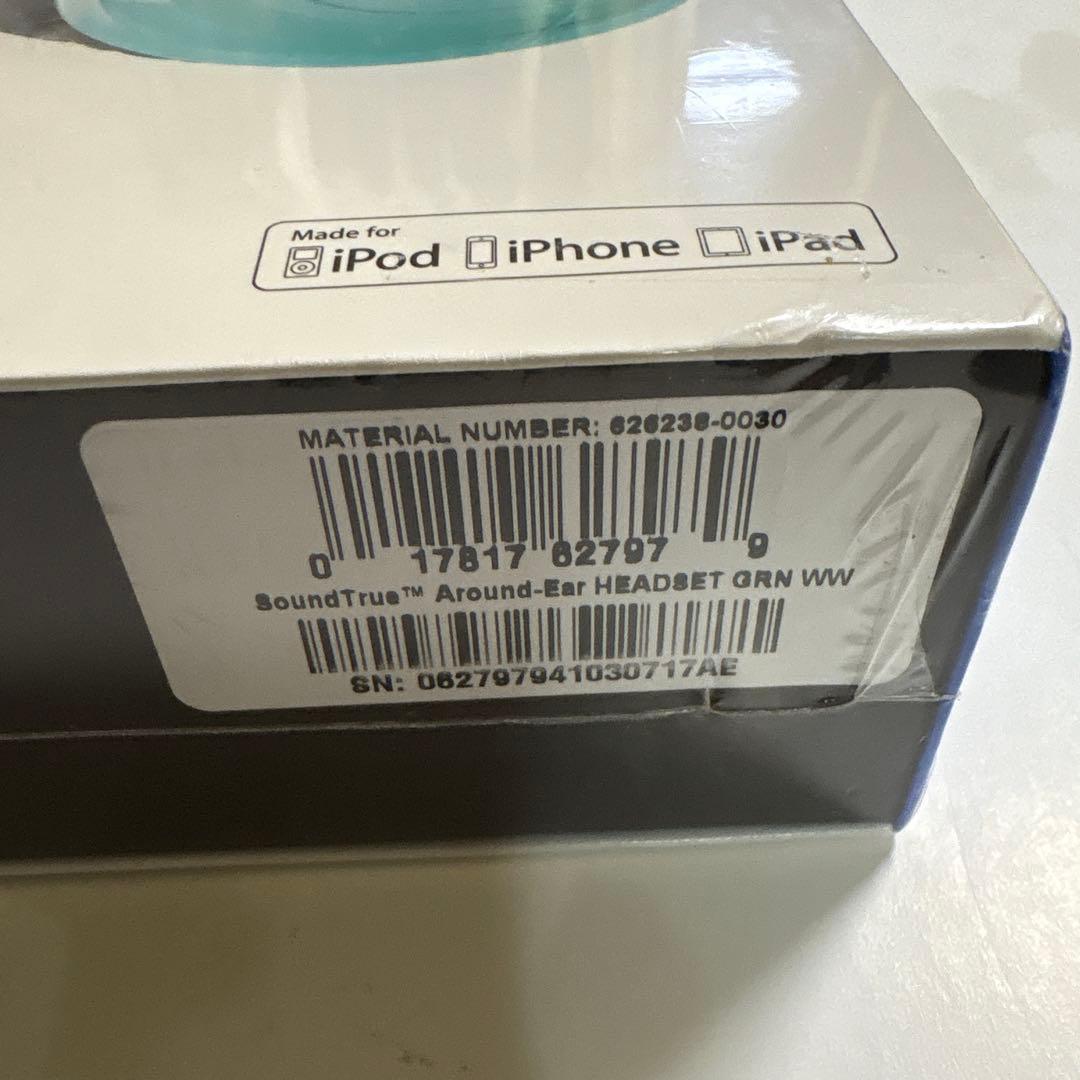 Made for
iPod iPhone iPad
MATERIAL NUMBER: 626238-0030
0 17817 62797 9
SoundTrue™ Around-Ear HEADSET GRN WW
SN: 062797941030717AE